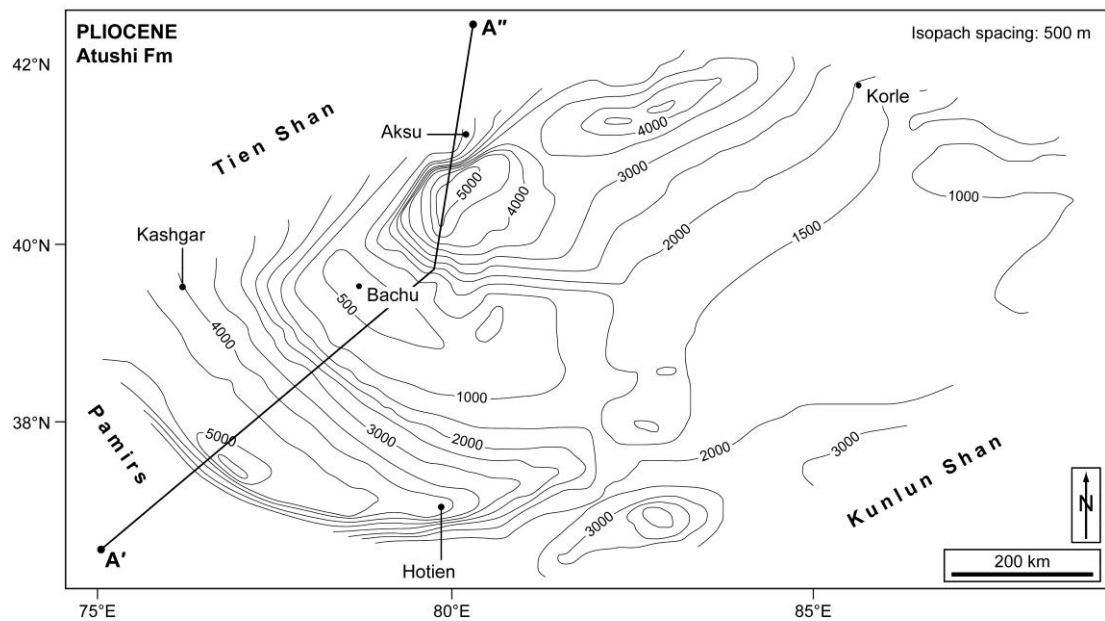 PLIOCENE
Atushi Fm
A″
Isopach spacing: 500 m
42°N
Korle
Tien Shan
Aksu
4000
5000
3000
4000
1000
2000
1500
40°N
Kashgar
Bachu
500
4000
1000
38°N
Pamirs
5000
3000
2000
2000
3000
Kunlun Shan
3000
N
A′
Hotien
200 km
75°E
80°E
85°E